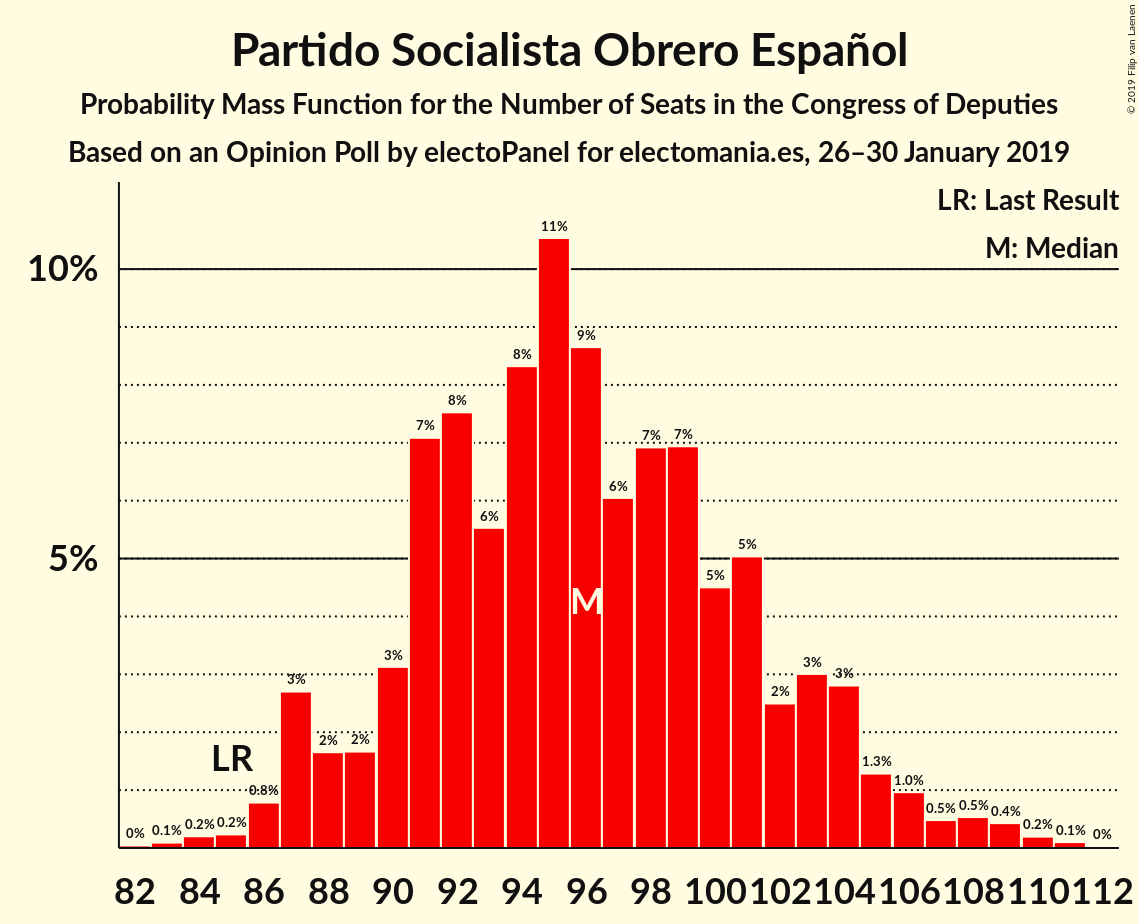 Partido Socialista Obrero Español
Probability Mass Function for the Number of Seats in the Congress of Deputies
Based on an Opinion Poll by electoPanel for electomania.es, 26–30 January 2019
© 2019 Filip van Laenen
LR: Last Result
M: Median
10%
5%
0% 0.1% 0.2% 0.2% 0.8% 3% 2% 2% 3% 7% 8% 6% 8% 11% 9% 6% 7% 7% 5% 5% 2% 3% 3% 1.3% 1.0% 0.5% 0.5% 0.4% 0.2% 0.1% 0%
LR
M
82 84 86 88 90 92 94 96 98 100 102 104 106 108 110 112